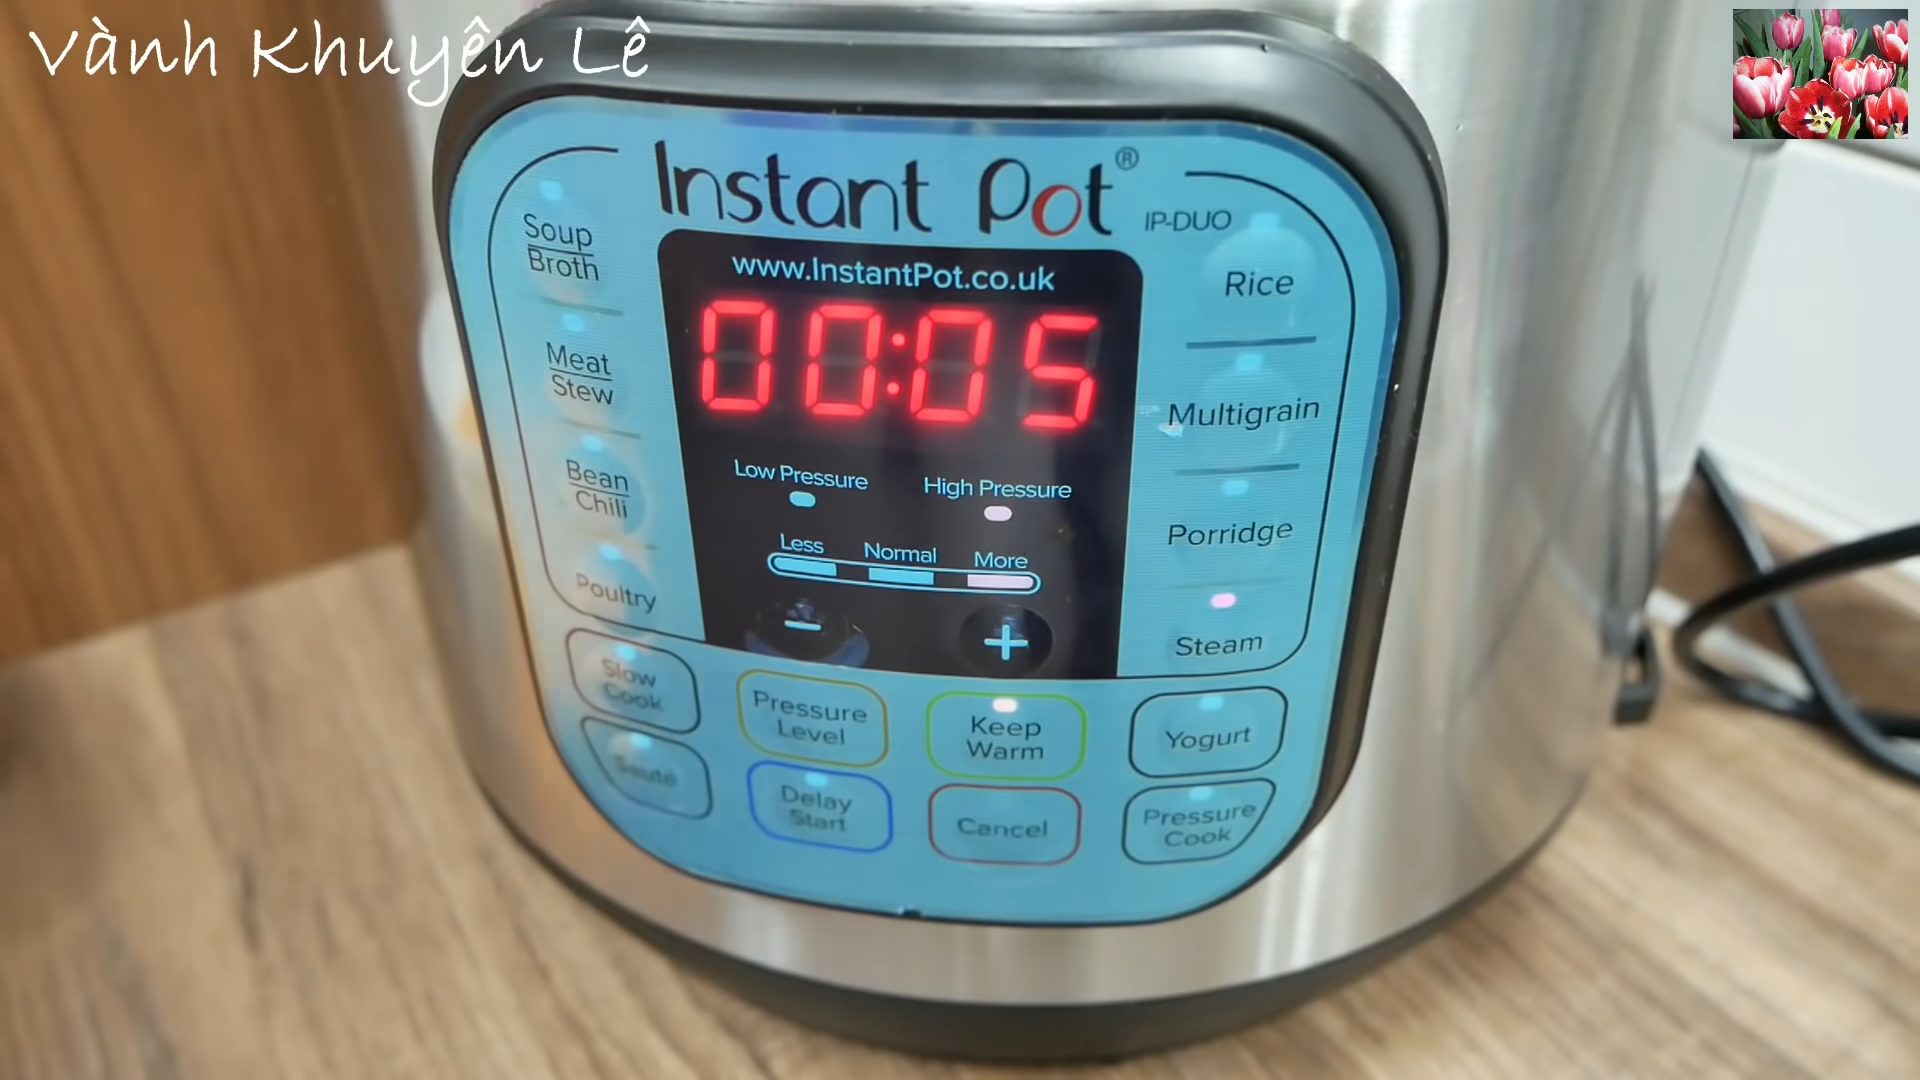 Vành Khuyên Lê
Instant Pot®
IP-DUO
www.InstantPot.co.uk
00:05
Soup
Broth
Meat
Stew
Bean
Chili
Poultry
Low Pressure
High Pressure
Less
Normal
More
−
+
Rice
Multigrain
Porridge
Steam
Slow
Cook
Sauté
Pressure
Level
Delay
Start
Keep
Warm
Cancel
Yogurt
Pressure
Cook